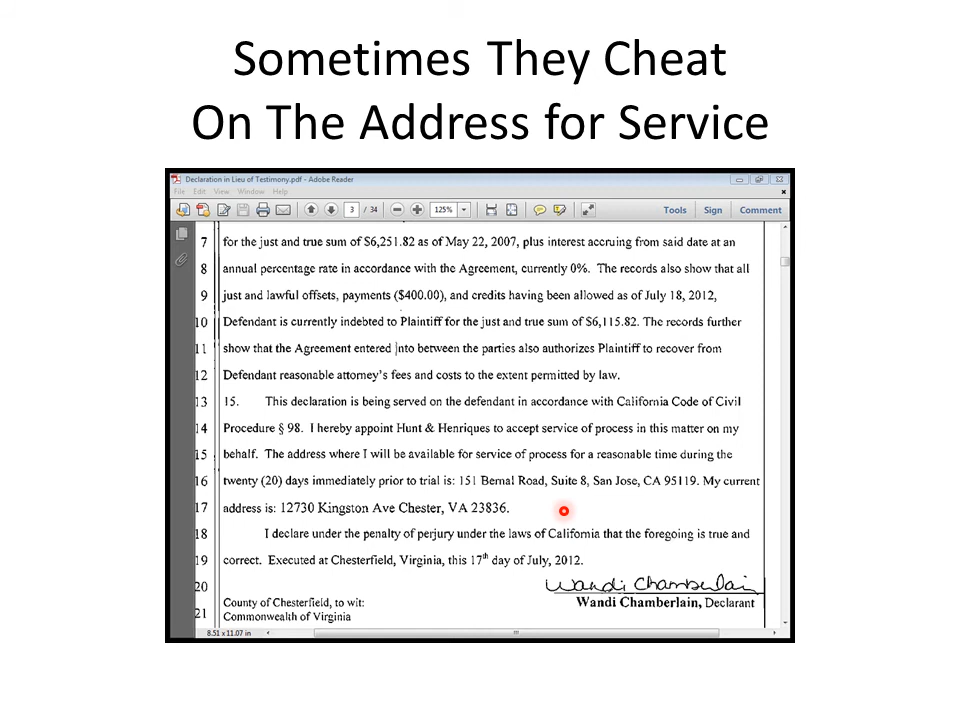 Sometimes They Cheat
On The Address for Service
Declaration in Lieu of Testimony.pdf - Adobe Reader
File Edit View Window Help
3 / 34 125% Tools Sign Comment
7 for the just and true sum of $6,251.82 as of May 22, 2007, plus interest accruing from said date at an
8 annual percentage rate in accordance with the Agreement, currently 0%. The records also show that all
9 just and lawful offsets, payments ($400.00), and credits having been allowed as of July 18, 2012,
10 Defendant is currently indebted to Plaintiff for the just and true sum of $6,115.82. The records further
11 show that the Agreement entered into between the parties also authorizes Plaintiff to recover from
12 Defendant reasonable attorney's fees and costs to the extent permitted by law.
13 15. This declaration is being served on the defendant in accordance with California Code of Civil
14 Procedure § 98. I hereby appoint Hunt & Henriques to accept service of process in this matter on my
15 behalf. The address where I will be available for service of process for a reasonable time during the
16 twenty (20) days immediately prior to trial is: 151 Bernal Road, Suite 8, San Jose, CA 95119. My current
17 address is: 12730 Kingston Ave Chester, VA 23836.
18 I declare under the penalty of perjury under the laws of California that the foregoing is true and
19 correct. Executed at Chesterfield, Virginia, this 17th day of July, 2012.
20 Wandi Chamberlain
Wandi Chamberlain, Declarant
County of Chesterfield, to wit:
21 Commonwealth of Virginia
8.51 x 11.07 in